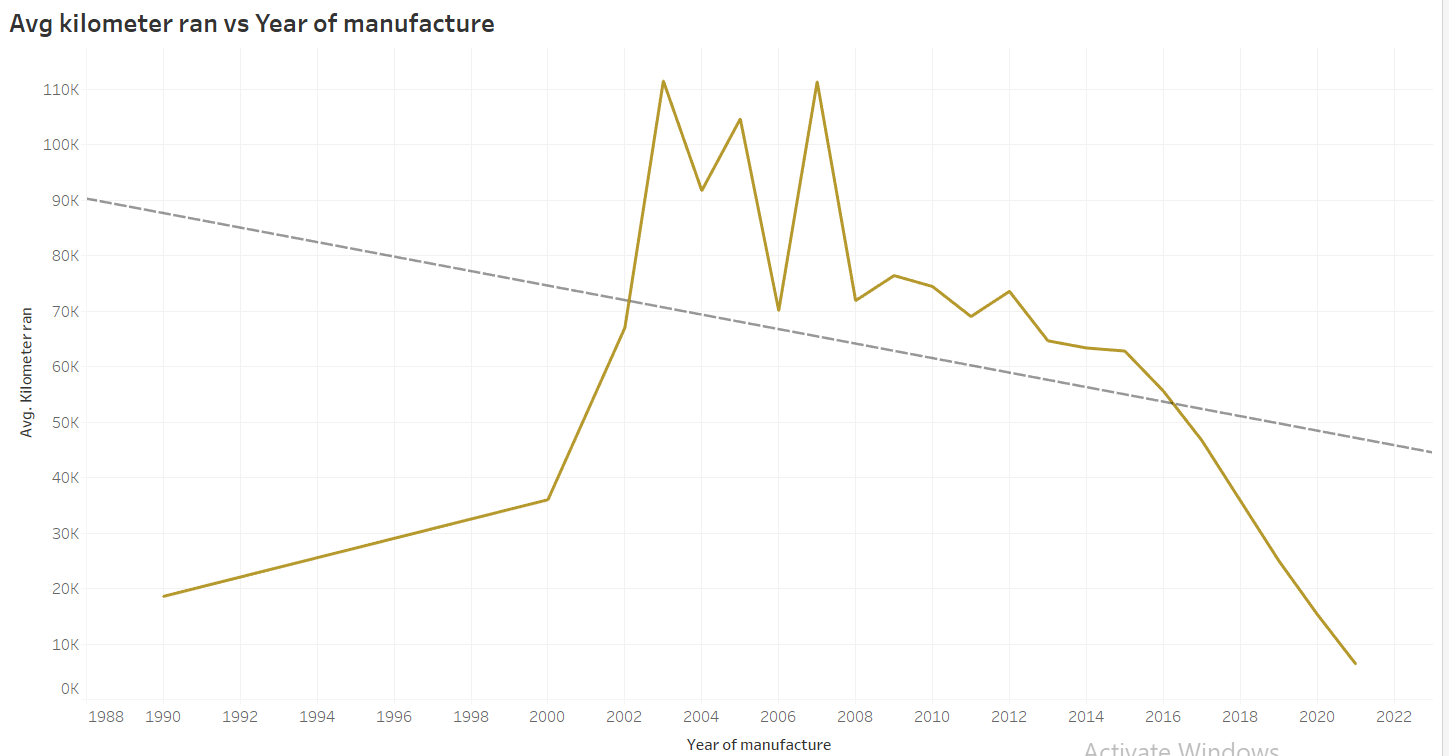 Avg kilometer ran vs Year of manufacture
110K
100K
90K
80K
70K
60K
50K
40K
30K
20K
10K
0K
Avg. Kilometer ran
1988 1990 1992 1994 1996 1998 2000 2002 2004 2006 2008 2010 2012 2014 2016 2018 2020 2022
Year of manufacture
Activate Windows